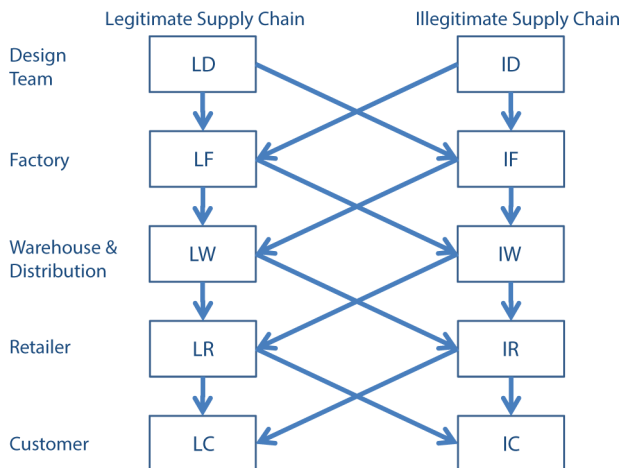 Legitimate Supply Chain
Illegitimate Supply Chain
Design
Team
LD
ID
Factory
LF
IF
Warehouse &
Distribution
LW
IW
Retailer
LR
IR
Customer
LC
IC